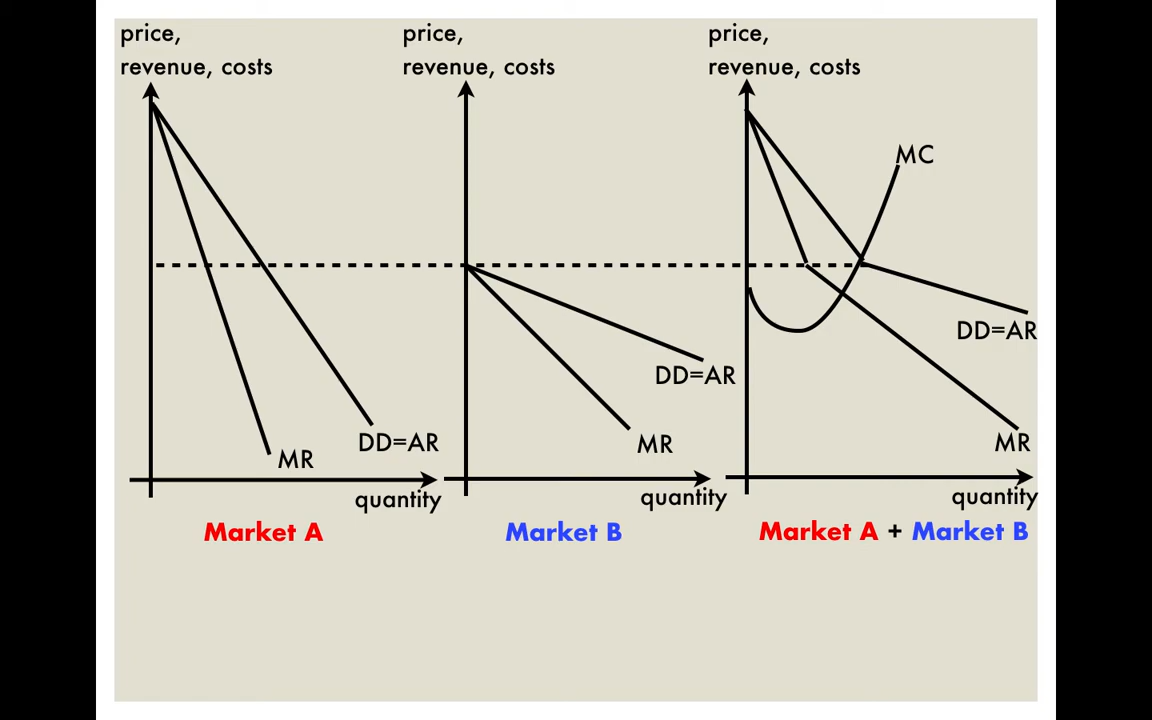 price,
revenue, costs
MR
DD=AR
quantity
Market A
price,
revenue, costs
DD=AR
MR
quantity
Market B
price,
revenue, costs
MC
DD=AR
MR
quantity
Market A + Market B